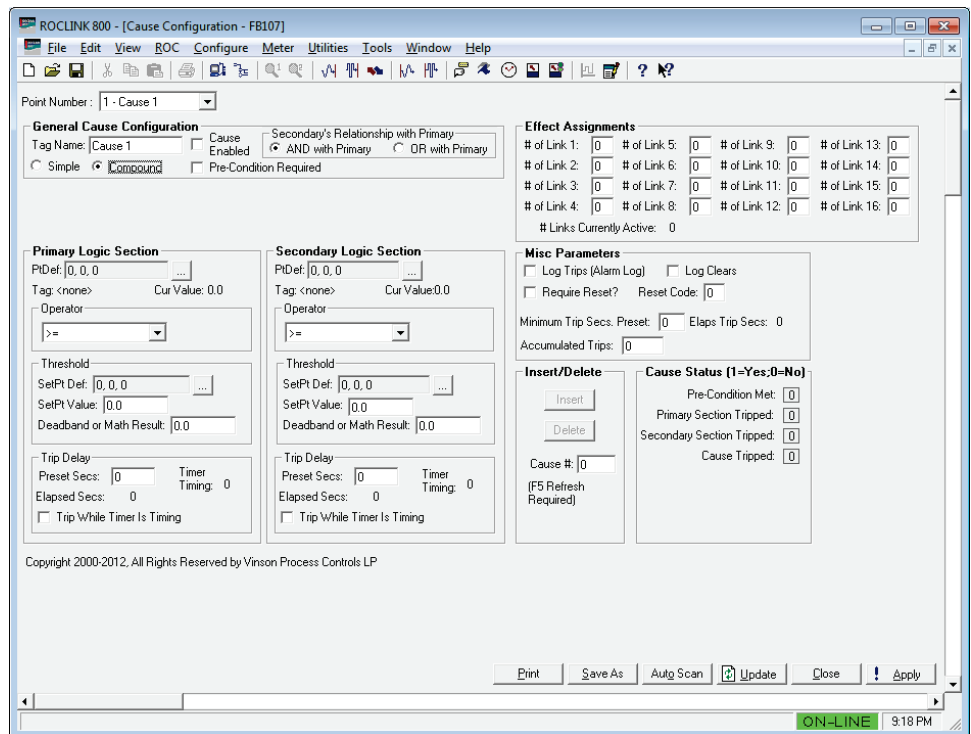 ROCLINK 800 - [Cause Configuration - FB107]
File Edit View ROC Configure Meter Utilities Tools Window Help
Point Number : 1 - Cause 1
General Cause Configuration
Tag Name: Cause 1
Cause Enabled
Secondary's Relationship with Primary
AND with Primary OR with Primary
Simple Compound Pre-Condition Required
Effect Assignments
# of Link 1: 0 # of Link 5: 0 # of Link 9: 0 # of Link 13: 0
# of Link 2: 0 # of Link 6: 0 # of Link 10: 0 # of Link 14: 0
# of Link 3: 0 # of Link 7: 0 # of Link 11: 0 # of Link 15: 0
# of Link 4: 0 # of Link 8: 0 # of Link 12: 0 # of Link 16: 0
# Links Currently Active: 0
Primary Logic Section
PtDef: 0, 0, 0 ...
Tag: <none> Cur Value: 0.0
Operator
>=
Threshold
SetPt Def: 0, 0, 0 ...
SetPt Value: 0.0
Deadband or Math Result: 0.0
Trip Delay
Preset Secs: 0 Timer Timing: 0
Elapsed Secs: 0
Trip While Timer Is Timing
Secondary Logic Section
PtDef: 0, 0, 0 ...
Tag: <none> Cur Value:0.0
Operator
>=
Threshold
SetPt Def: 0, 0, 0 ...
SetPt Value: 0.0
Deadband or Math Result: 0.0
Trip Delay
Preset Secs: 0 Timer Timing: 0
Elapsed Secs: 0
Trip While Timer Is Timing
Misc Parameters
Log Trips (Alarm Log) Log Clears
Require Reset? Reset Code: 0
Minimum Trip Secs. Preset: 0 Elaps Trip Secs: 0
Accumulated Trips: 0
Insert/Delete
Insert
Delete
Cause #: 0
(F5 Refresh
Required)
Cause Status (1=Yes;0=No)
Pre-Condition Met: 0
Primary Section Tripped: 0
Secondary Section Tripped: 0
Cause Tripped: 0
Copyright 2000-2012, All Rights Reserved by Vinson Process Controls LP
Print Save As Auto Scan Update Close ! Apply
ON-LINE 9:18 PM